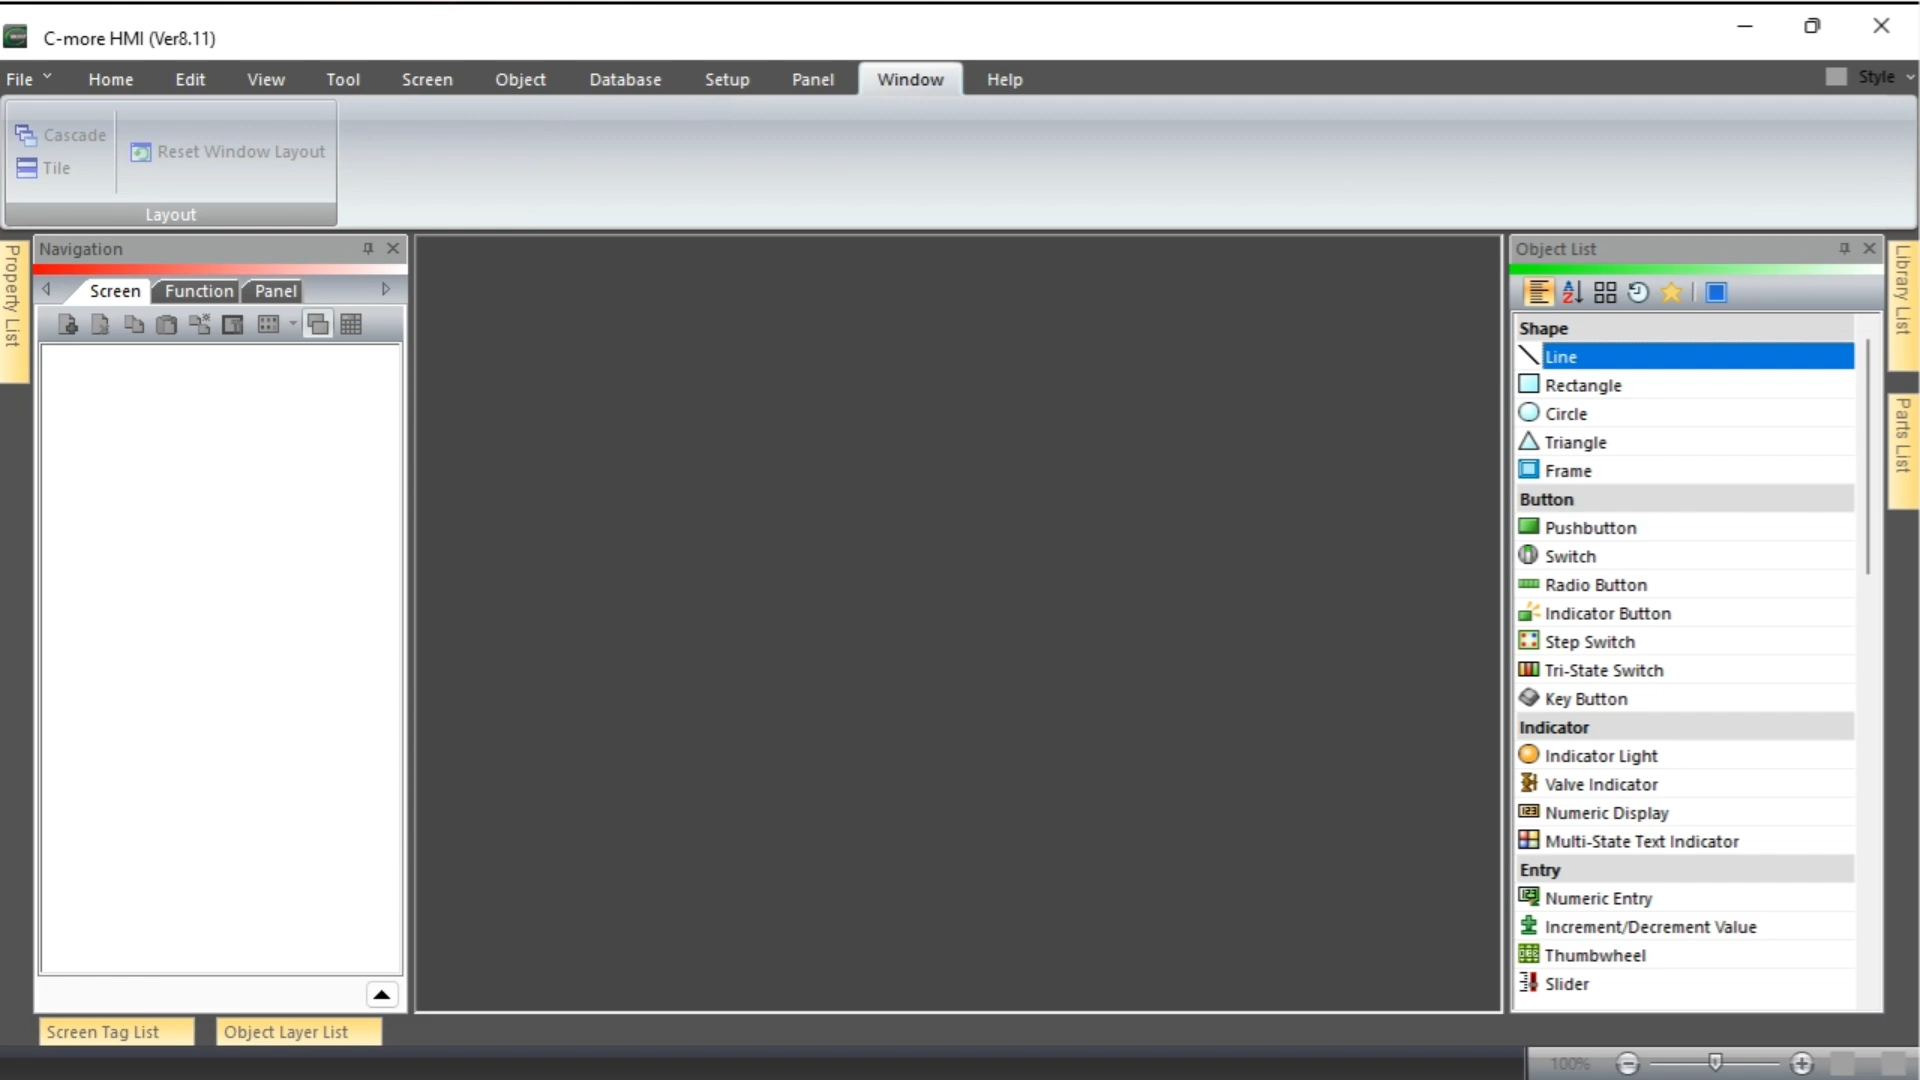 C-more HMI (Ver8.11)
File Home Edit View Tool Screen Object Database Setup Panel Window Help Style
Cascade
Tile
Reset Window Layout
Layout
Property List
Navigation
Screen Function Panel
Screen Tag List Object Layer List
Object List
Shape
Line
Rectangle
Circle
Triangle
Frame
Button
Pushbutton
Switch
Radio Button
Indicator Button
Step Switch
Tri-State Switch
Key Button
Indicator
Indicator Light
Valve Indicator
Numeric Display
Multi-State Text Indicator
Entry
Numeric Entry
Increment/Decrement Value
Thumbwheel
Slider
Library List
Parts List
100%